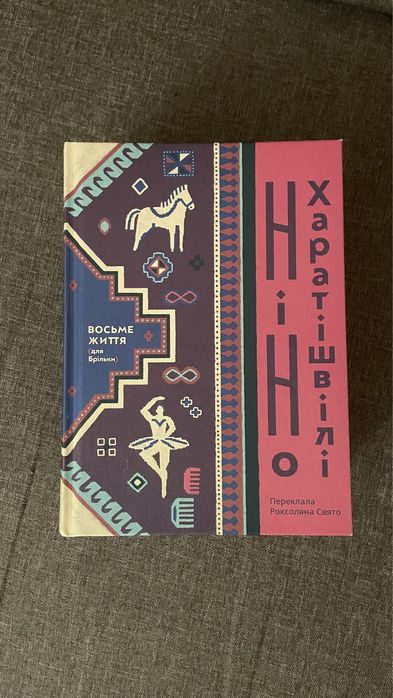 Ніно
Харатішвілі
ВОСЬМЕ
ЖИТТЯ
(для
Брільки)
Переклала
Роксоляна Свято